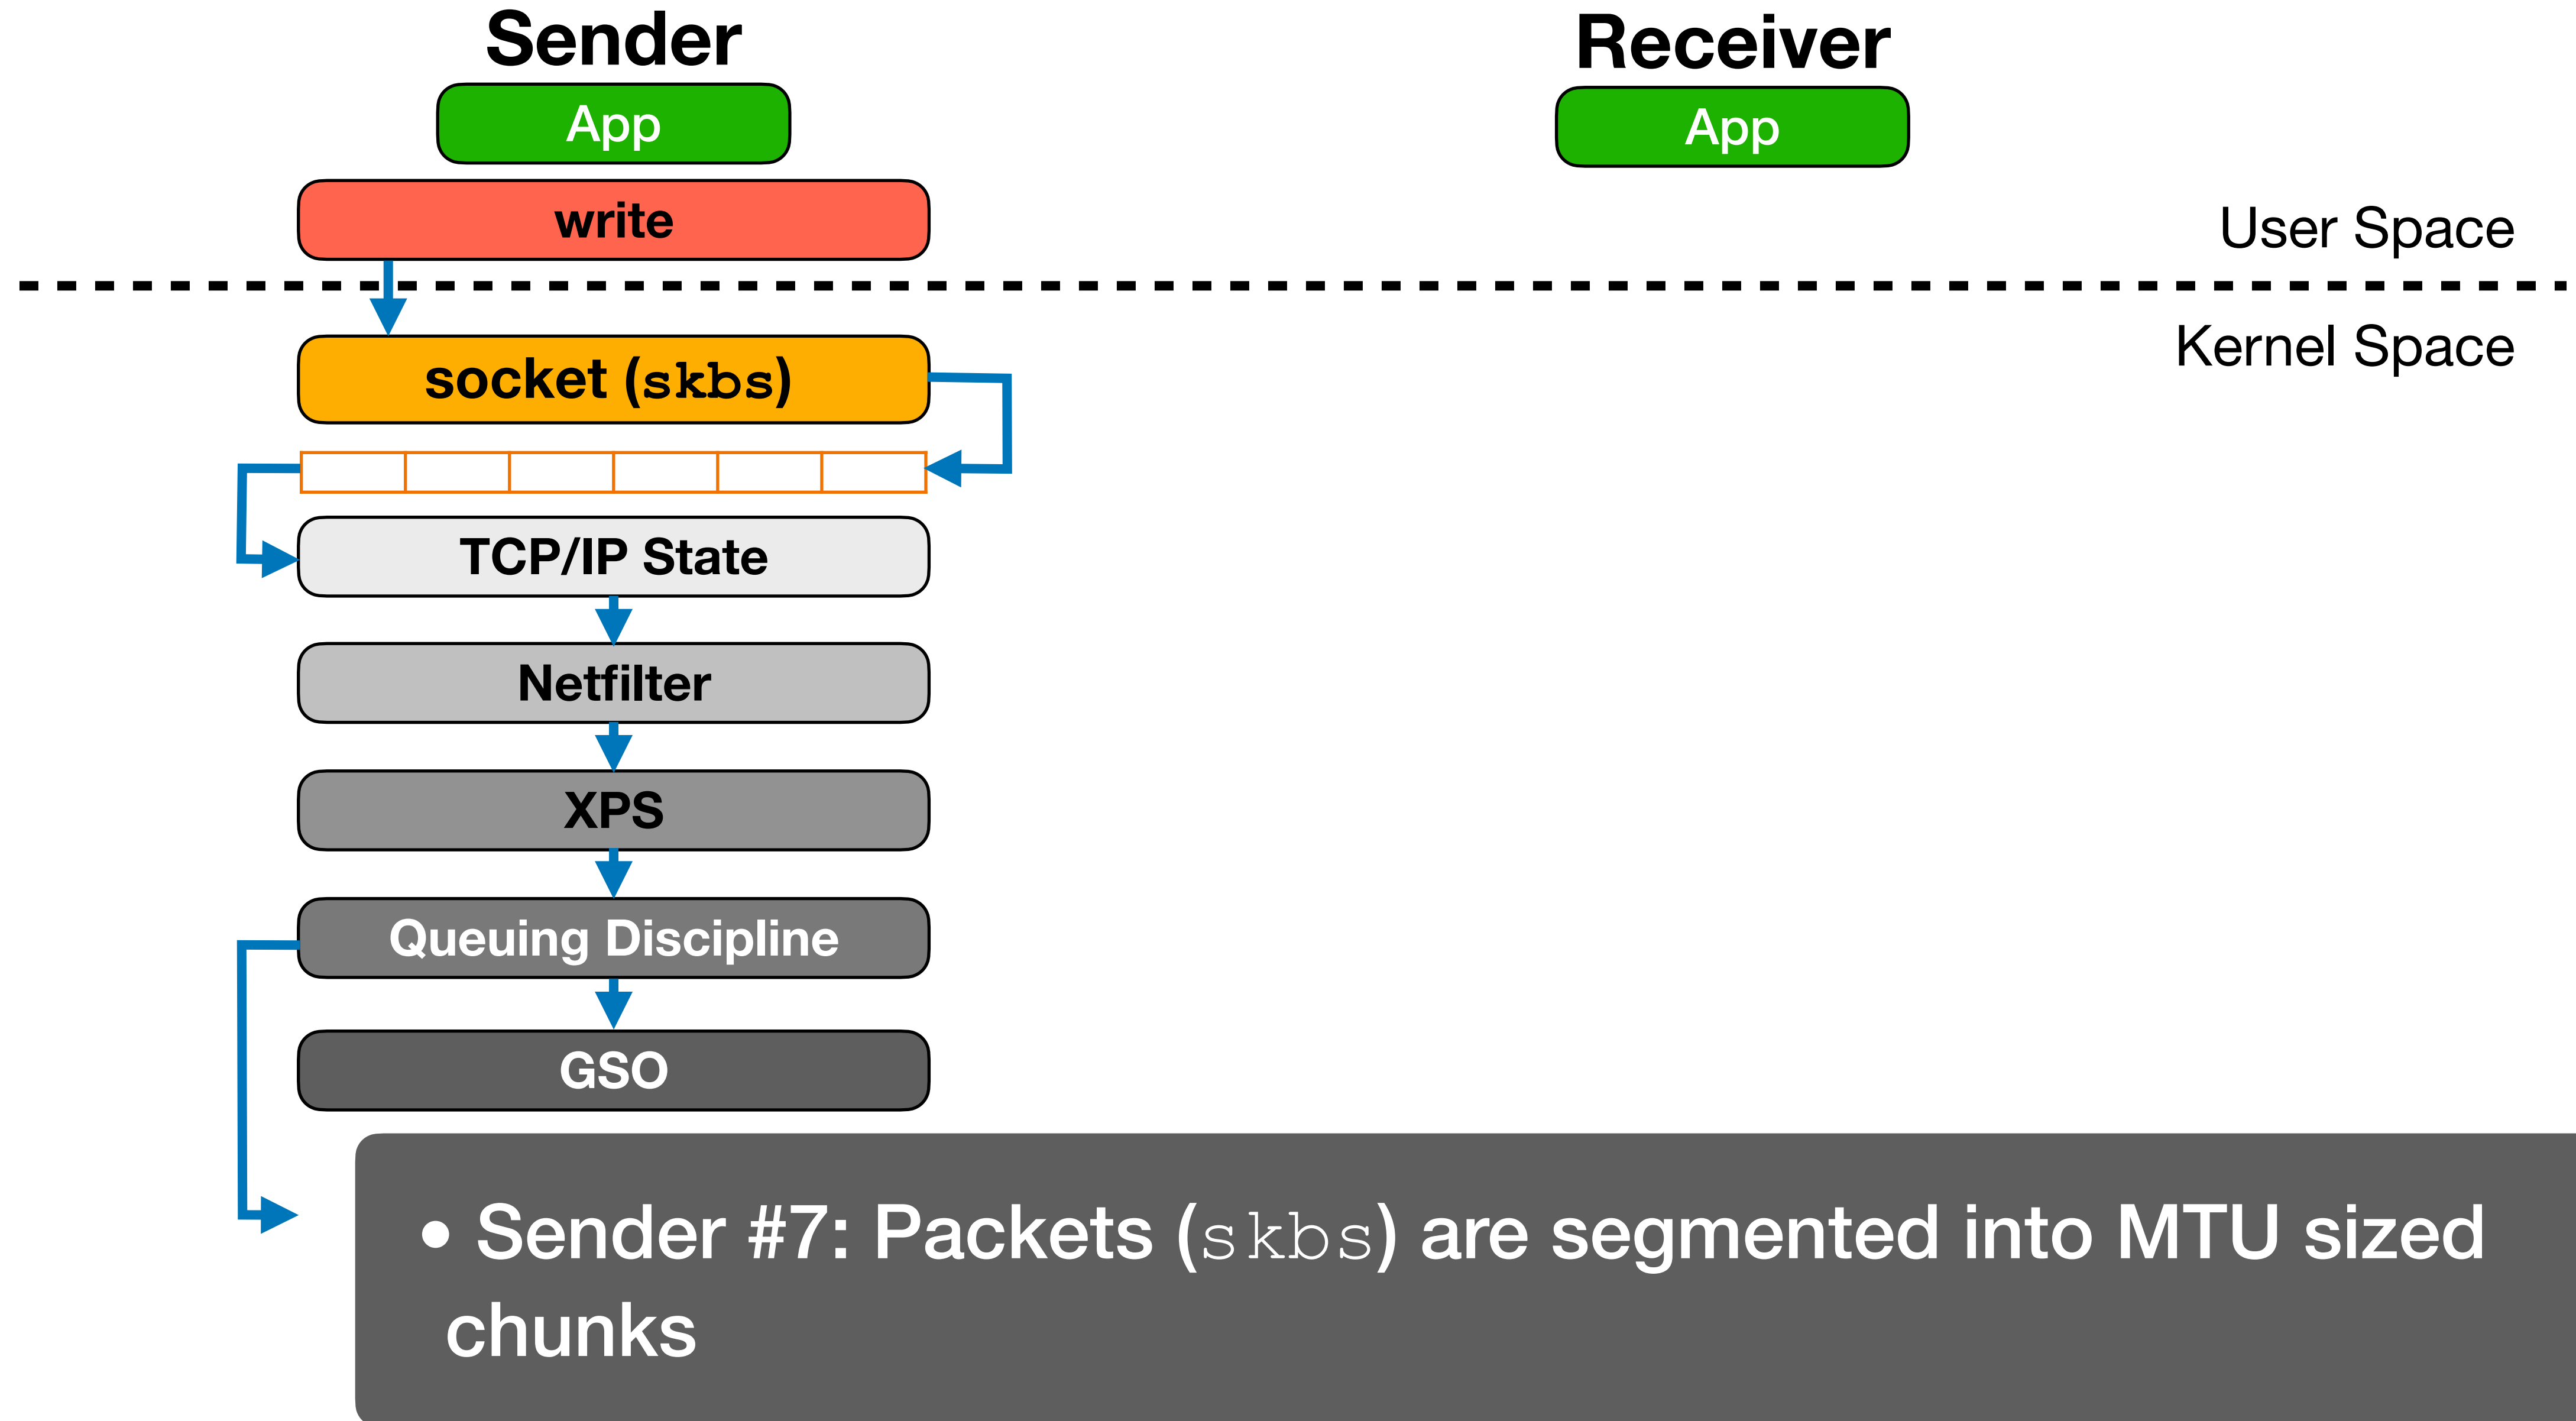 Sender
Receiver
App
App
write
User Space
Kernel Space
socket (skbs)
TCP/IP State
Netfilter
XPS
Queuing Discipline
GSO
• Sender #7: Packets (skbs) are segmented into MTU sized
chunks